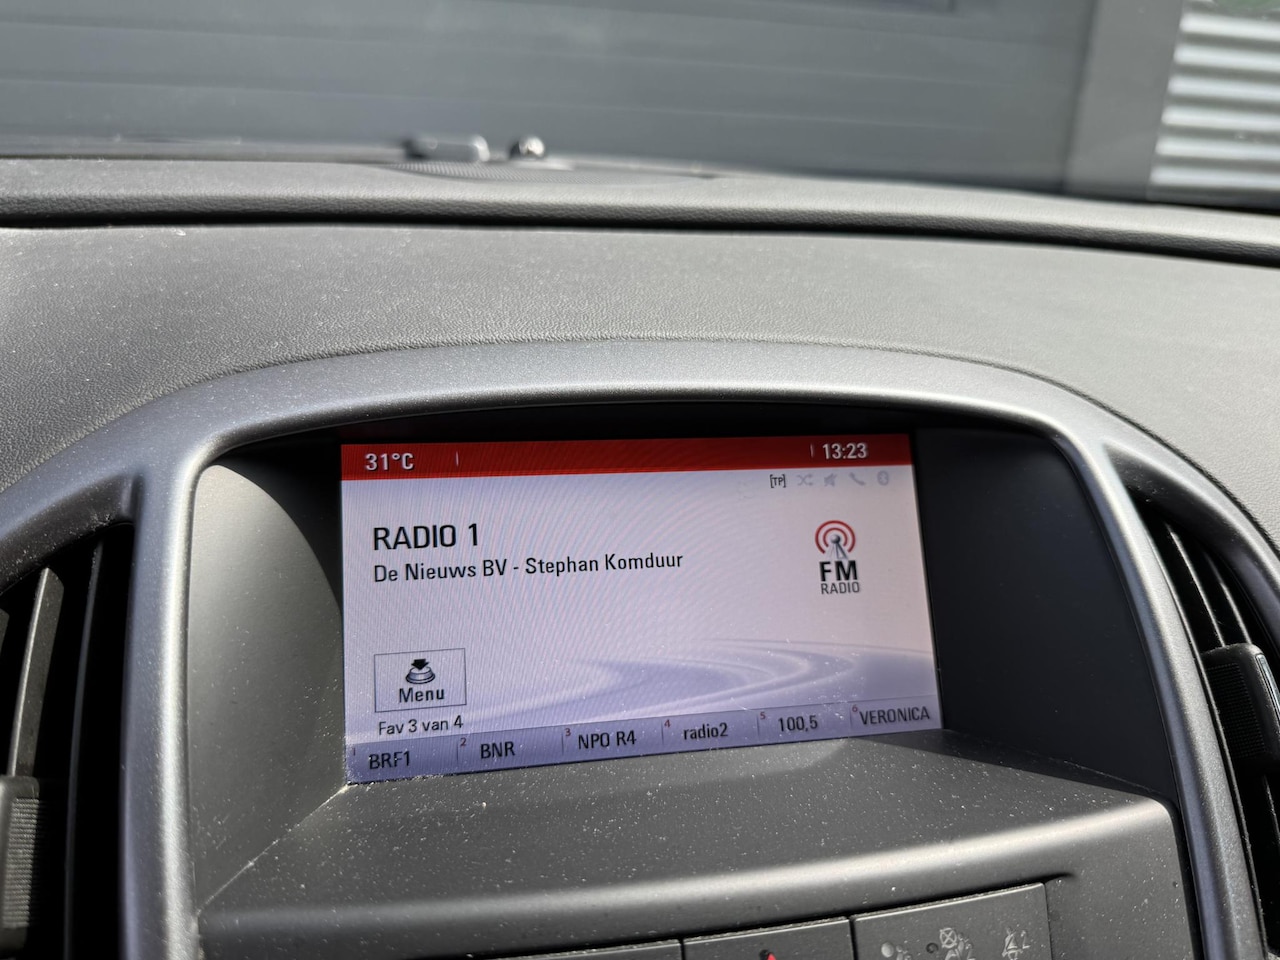 31°C
13:23
[TP]
RADIO 1
De Nieuws BV - Stephan Komduur
FM
RADIO
Menu
Fav 3 van 4
1 BRF1
2 BNR
3 NPO R4
4 radio2
5 100,5
6 VERONICA